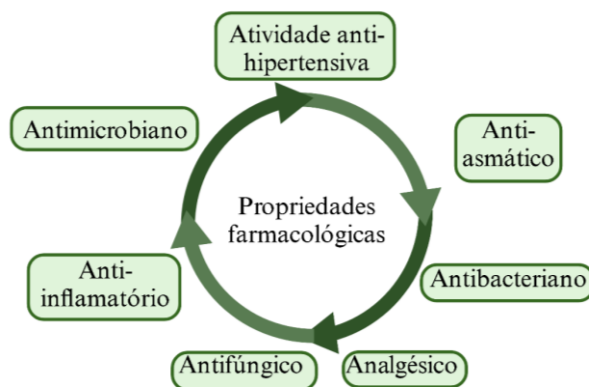 Atividade anti-
hipertensiva
Anti-
asmático
Antibacteriano
Analgésico
Antifúngico
Anti-
inflamatório
Antimicrobiano
Propriedades
farmacológicas